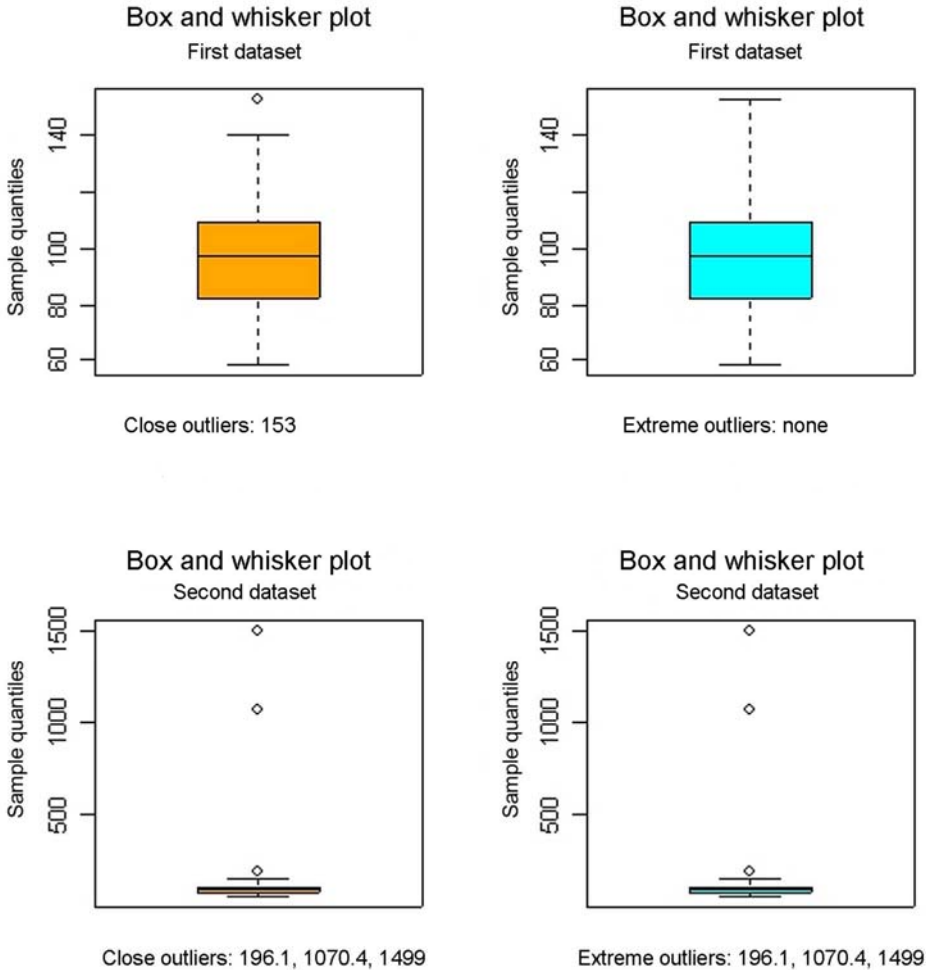 Box and whisker plot
First dataset
Sample quantiles
140
100
80
60
Close outliers: 153
Box and whisker plot
First dataset
Sample quantiles
140
100
80
60
Extreme outliers: none
Box and whisker plot
Second dataset
Sample quantiles
1500
1000
500
Close outliers: 196.1, 1070.4, 1499
Box and whisker plot
Second dataset
Sample quantiles
1500
1000
500
Extreme outliers: 196.1, 1070.4, 1499